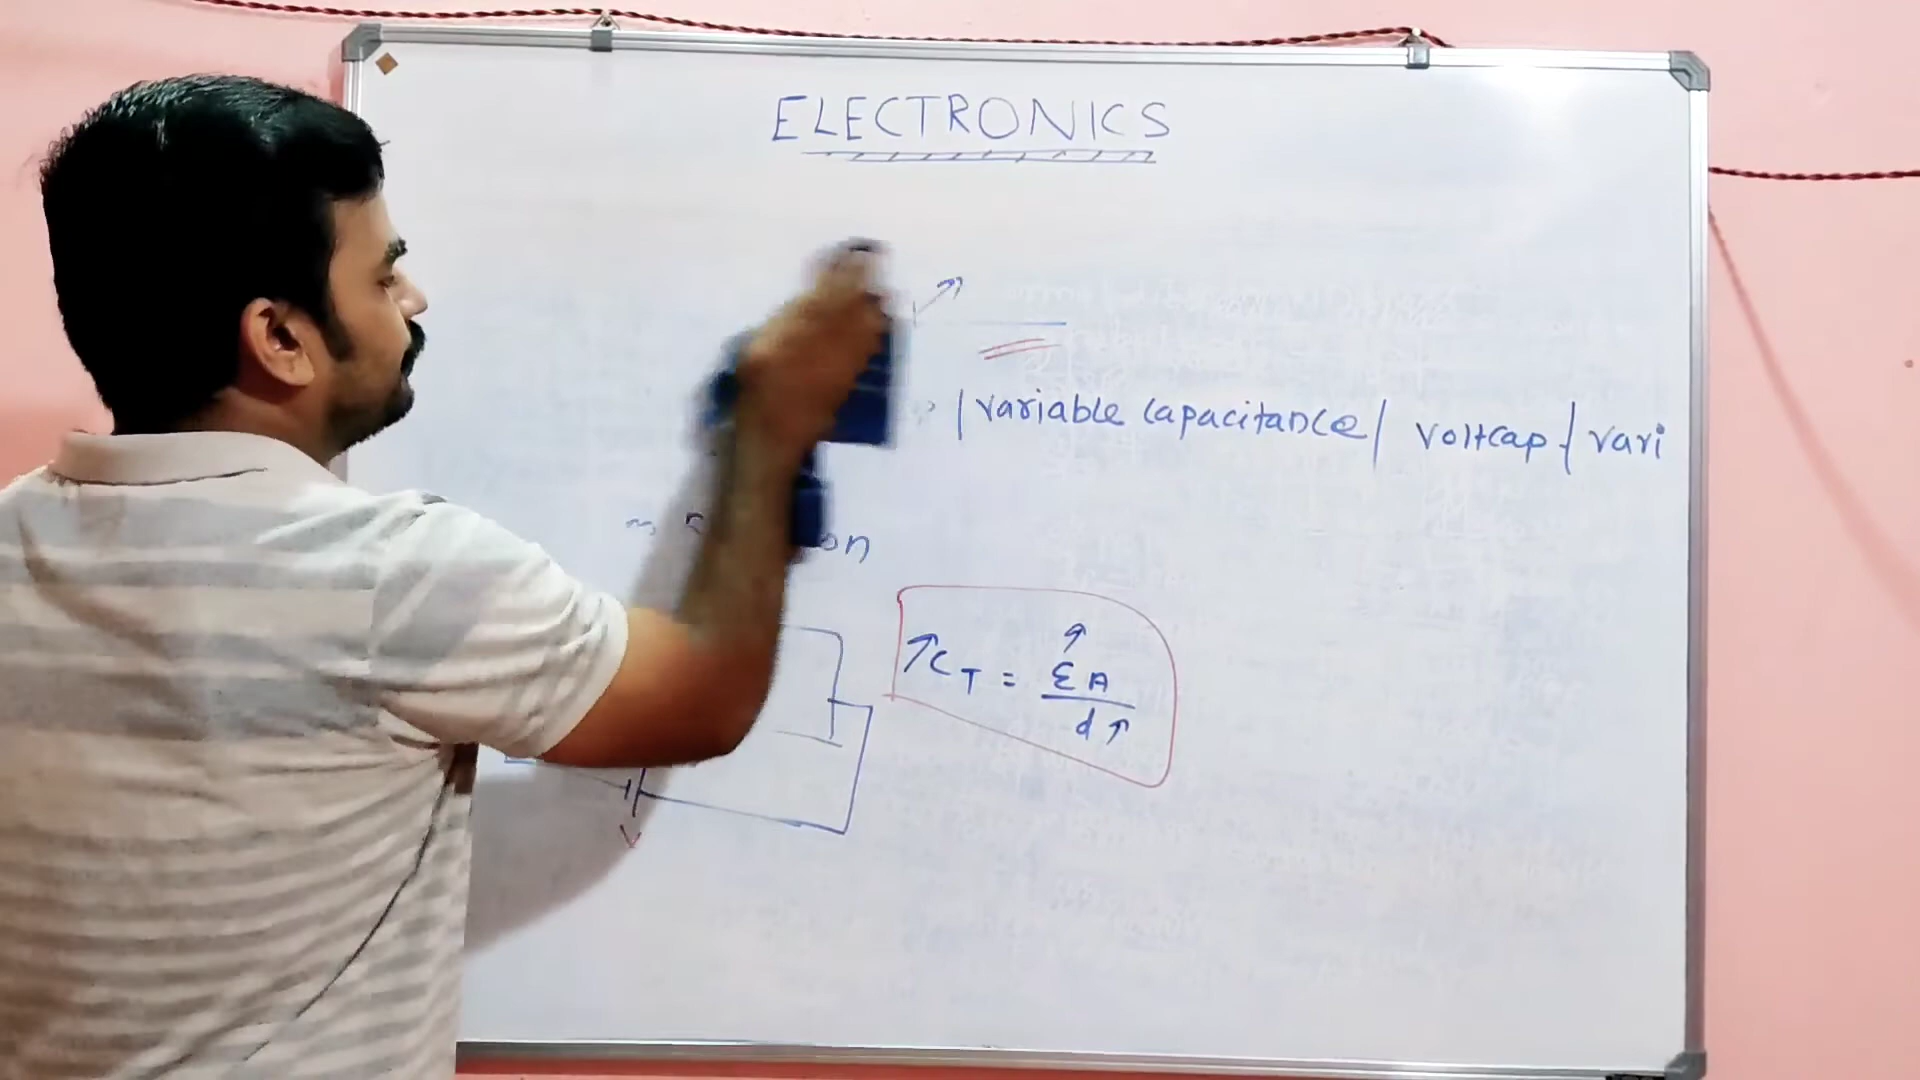 ELECTRONICS
/ variable capacitance / voltcap / vari
on
↑C_T = ↑εA / d↑
V